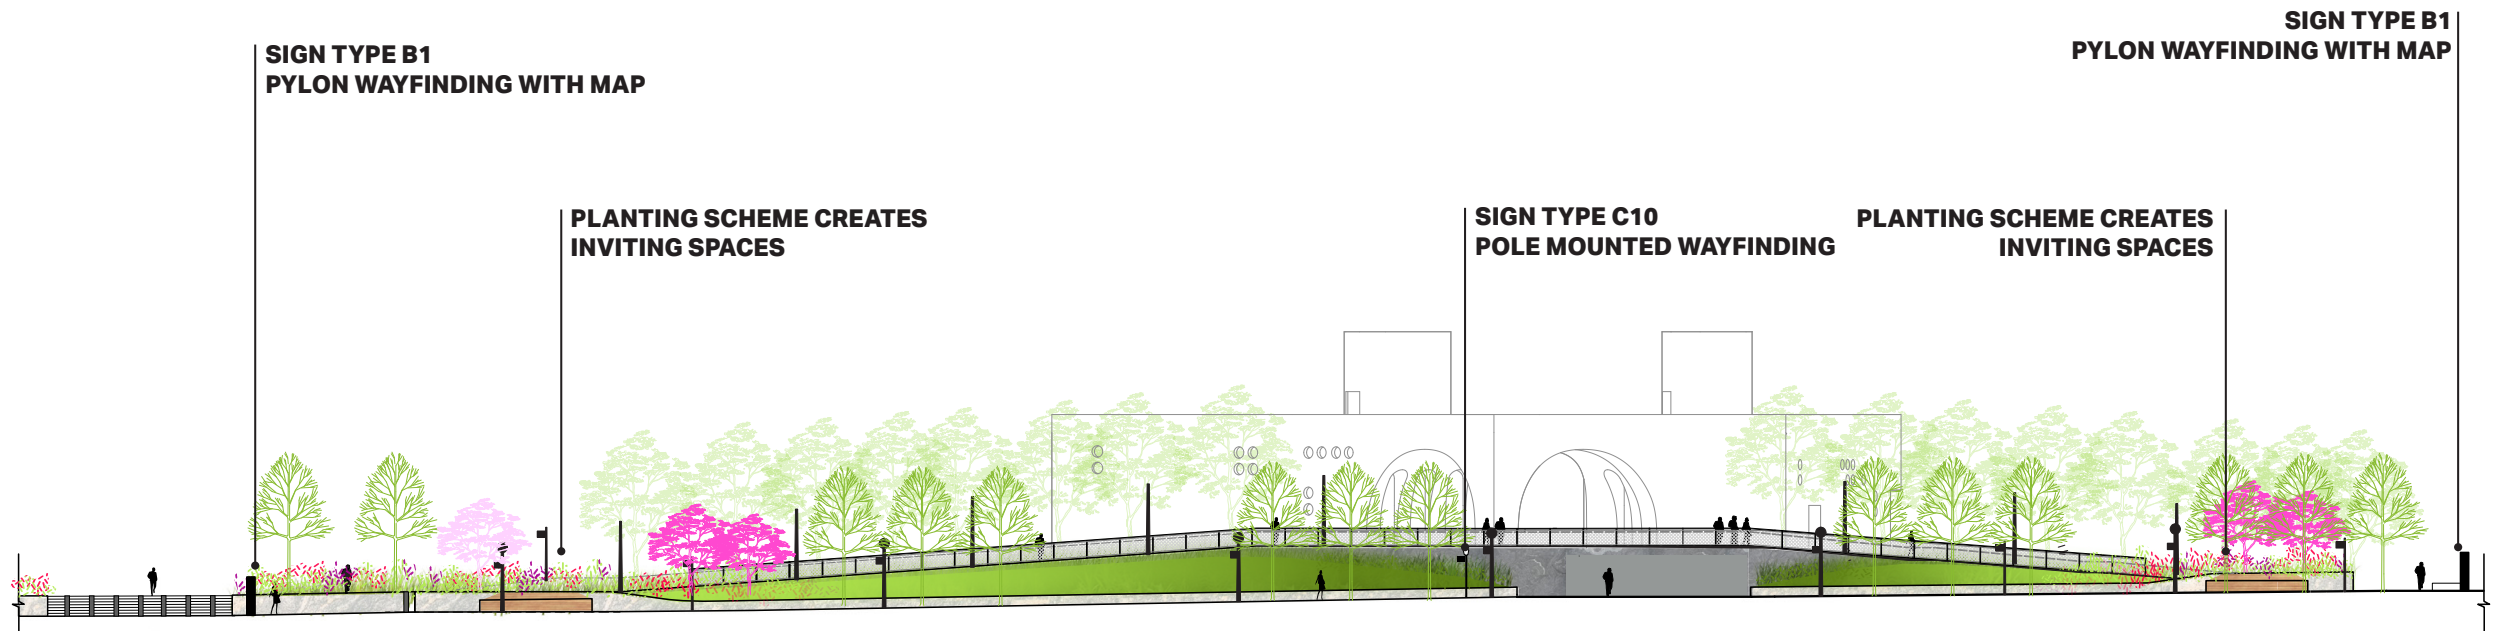 SIGN TYPE B1
PYLON WAYFINDING WITH MAP
PLANTING SCHEME CREATES
INVITING SPACES
SIGN TYPE C10
POLE MOUNTED WAYFINDING
PLANTING SCHEME CREATES
INVITING SPACES
SIGN TYPE B1
PYLON WAYFINDING WITH MAP